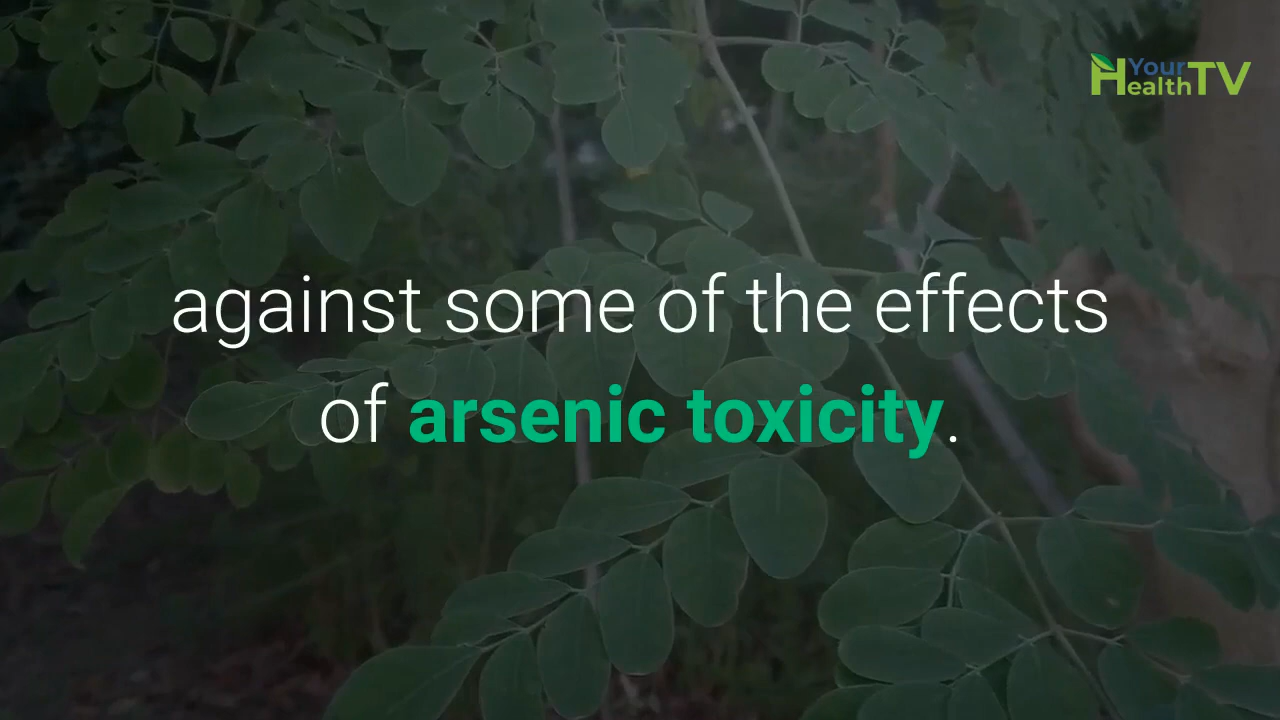 Your
HealthTV
against some of the effects
of arsenic toxicity.